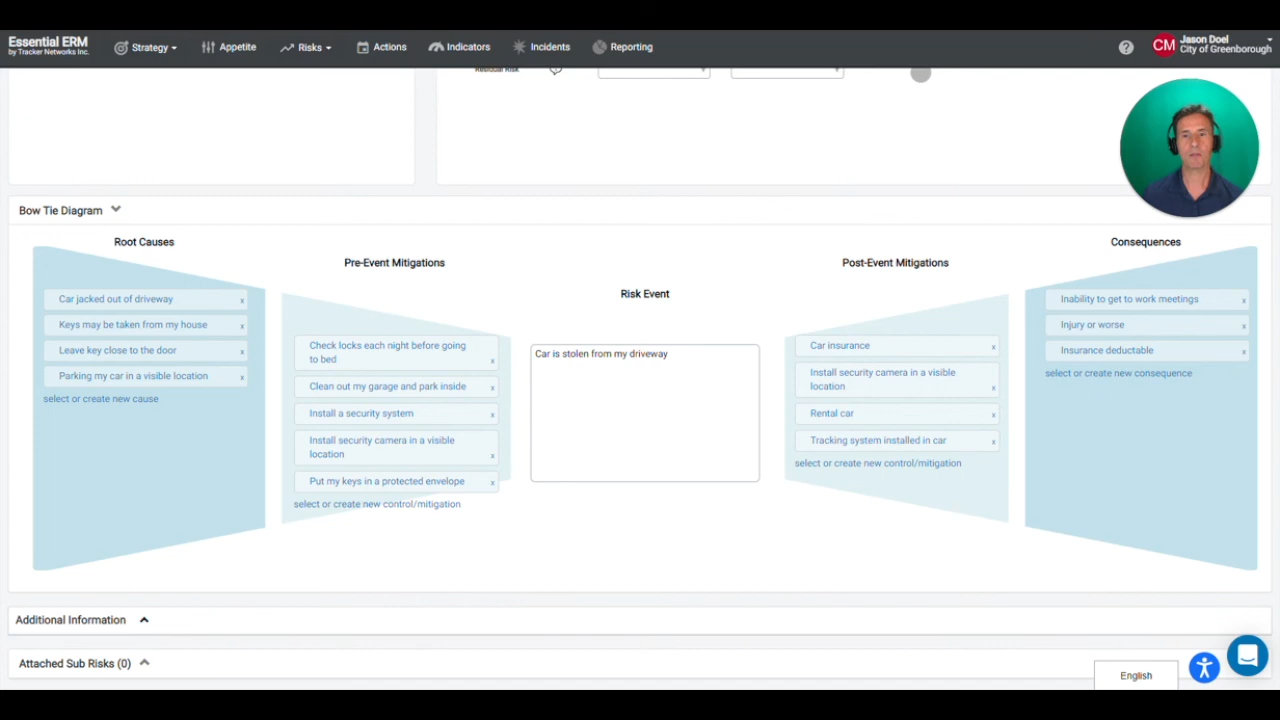 Essential ERM
by Tracker Networks Inc.
Strategy
Appetite
Risks
Actions
Indicators
Incidents
Reporting
?
CM
Jason Doel
City of Greenborough
Residual Risk
Bow Tie Diagram
Root Causes
Car jacked out of driveway x
Keys may be taken from my house x
Leave key close to the door x
Parking my car in a visible location x
select or create new cause
Pre-Event Mitigations
Check locks each night before going
to bed x
Clean out my garage and park inside x
Install a security system x
Install security camera in a visible
location x
Put my keys in a protected envelope x
select or create new control/mitigation
Risk Event
Car is stolen from my driveway
Post-Event Mitigations
Car insurance x
Install security camera in a visible
location x
Rental car x
Tracking system installed in car x
select or create new control/mitigation
Consequences
Inability to get to work meetings x
Injury or worse x
Insurance deductable x
select or create new consequence
Additional Information
Attached Sub Risks (0)
English